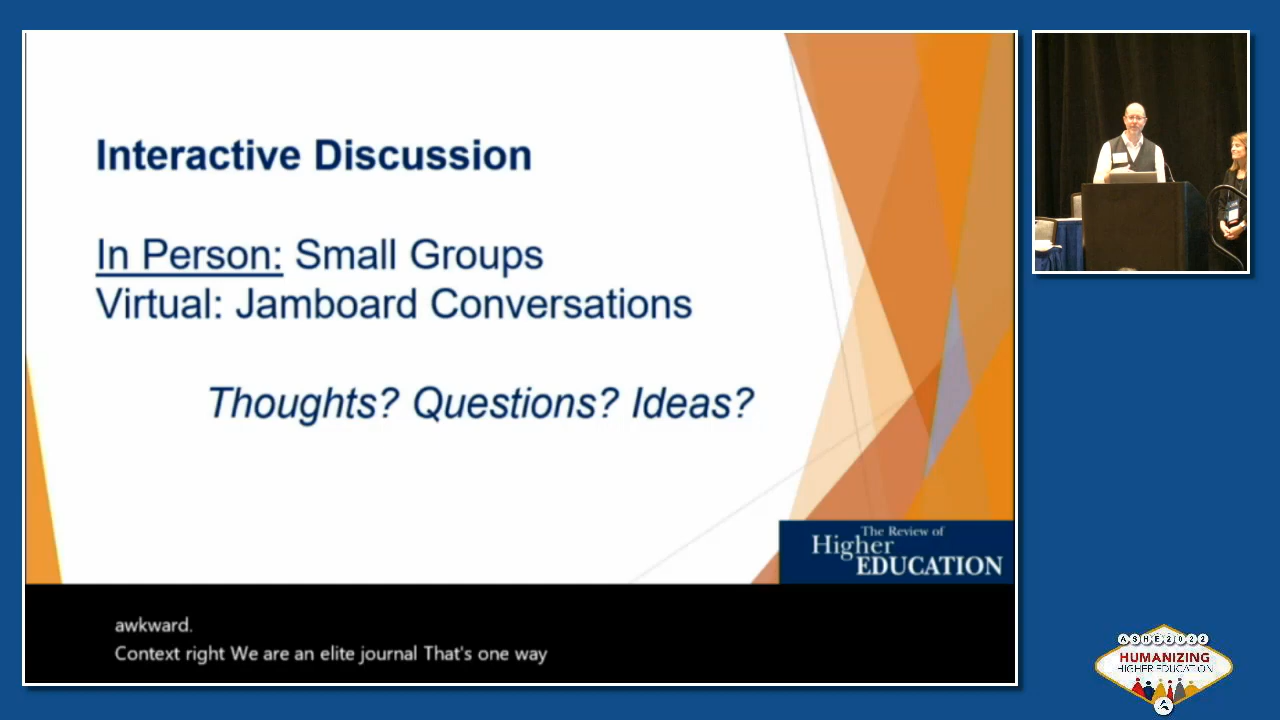 Interactive Discussion
In Person: Small Groups
Virtual: Jamboard Conversations
Thoughts? Questions? Ideas?
The Review of
Higher
EDUCATION
awkward.
Context right We are an elite journal That's one way
ASHE2022
HUMANIZING
HIGHER EDUCATION
A